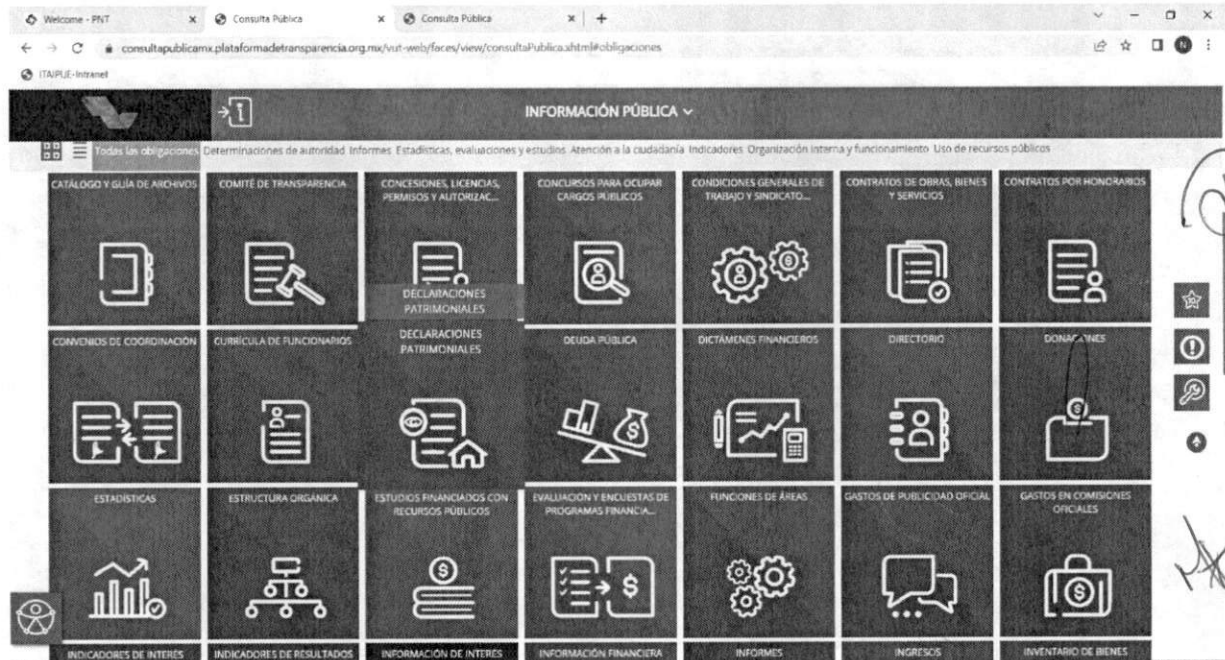 Welcome - PNT
Consulta Pública
Consulta Pública
consultapublicamx.plataformadetransparencia.org.mx/vut-web/faces/view/consultaPublica.xhtml#obligaciones
N
ITAIPUE-Intranet
INFORMACIÓN PÚBLICA
Todas las obligaciones Determinaciones de autoridad Informes Estadísticas, evaluaciones y estudios Atención a la ciudadanía Indicadores Organización interna y funcionamiento Uso de recursos públicos
CATÁLOGO Y GUÍA DE ARCHIVOS
COMITÉ DE TRANSPARENCIA
CONCESIONES, LICENCIAS,
PERMISOS Y AUTORIZAC...
CONCURSOS PARA OCUPAR
CARGOS PÚBLICOS
CONDICIONES GENERALES DE
TRABAJO Y SINDICATO...
CONTRATOS DE OBRAS, BIENES
Y SERVICIOS
CONTRATOS POR HONORARIOS
DECLARACIONES
PATRIMONIALES
CONVENIOS DE COORDINACIÓN
CURRÍCULA DE FUNCIONARIOS
DECLARACIONES
PATRIMONIALES
DEUDA PÚBLICA
DICTÁMENES FINANCIEROS
DIRECTORIO
DONACIONES
ESTADÍSTICAS
ESTRUCTURA ORGÁNICA
ESTUDIOS FINANCIADOS CON
RECURSOS PÚBLICOS
EVALUACIÓN Y ENCUESTAS DE
PROGRAMAS FINANCIA...
FUNCIONES DE ÁREAS
GASTOS DE PUBLICIDAD OFICIAL
GASTOS EN COMISIONES
OFICIALES
INDICADORES DE INTERÉS
INDICADORES DE RESULTADOS
INFORMACIÓN DE INTERÉS
INFORMACIÓN FINANCIERA
INFORMES
INGRESOS
INVENTARIO DE BIENES